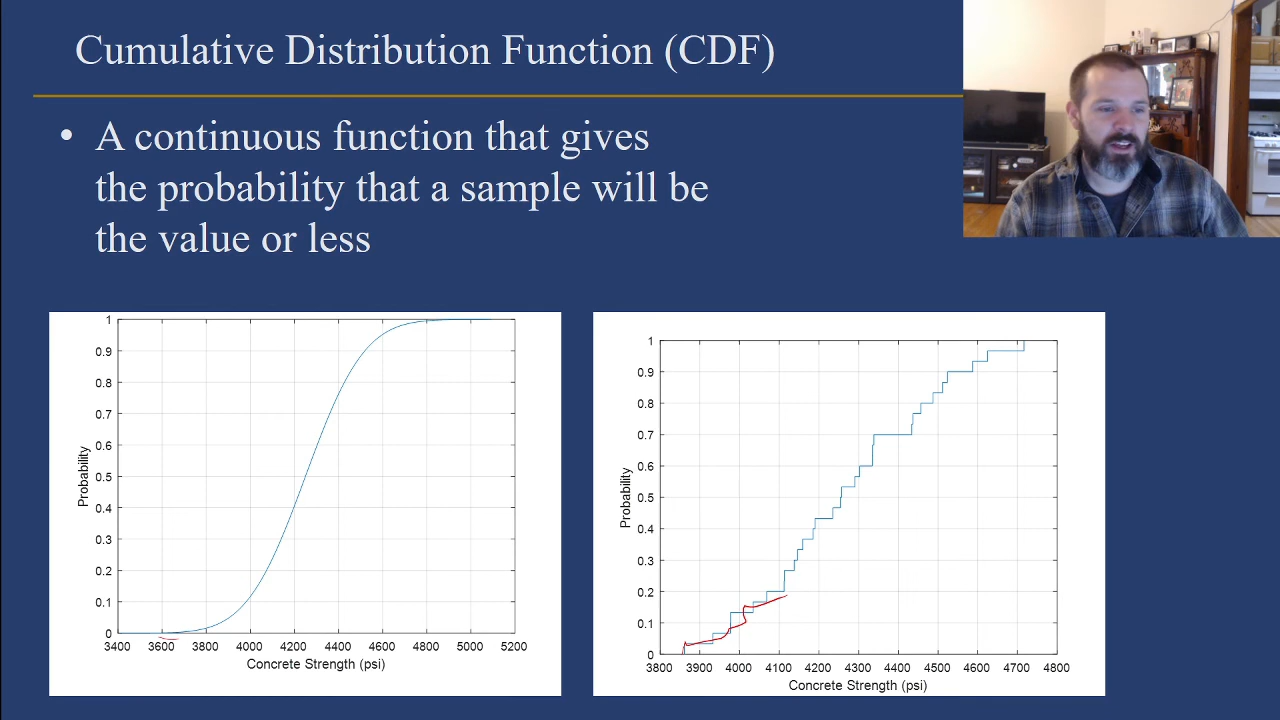 Cumulative Distribution Function (CDF)
• A continuous function that gives
the probability that a sample will be
the value or less
1
0.9
0.8
0.7
0.6
0.5
0.4
0.3
0.2
0.1
0
Probability
3400 3600 3800 4000 4200 4400 4600 4800 5000 5200
Concrete Strength (psi)
1
0.9
0.8
0.7
0.6
0.5
0.4
0.3
0.2
0.1
0
Probability
3800 3900 4000 4100 4200 4300 4400 4500 4600 4700 4800
Concrete Strength (psi)